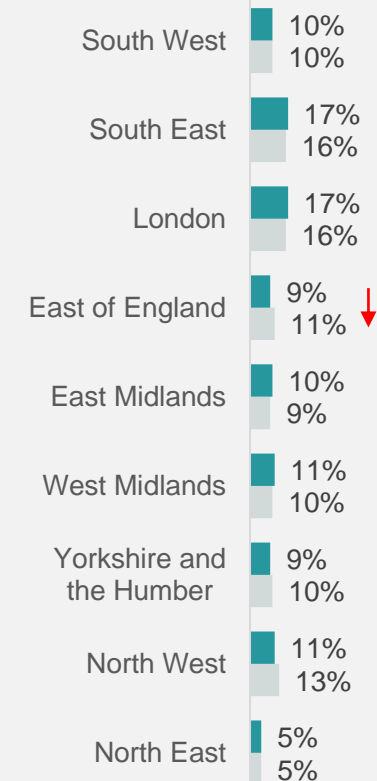 South West
10%
10%
South East
17%
16%
London
17%
16%
East of England
9%
11%
East Midlands
10%
9%
West Midlands
11%
10%
Yorkshire and
the Humber
9%
10%
North West
11%
13%
North East
5%
5%